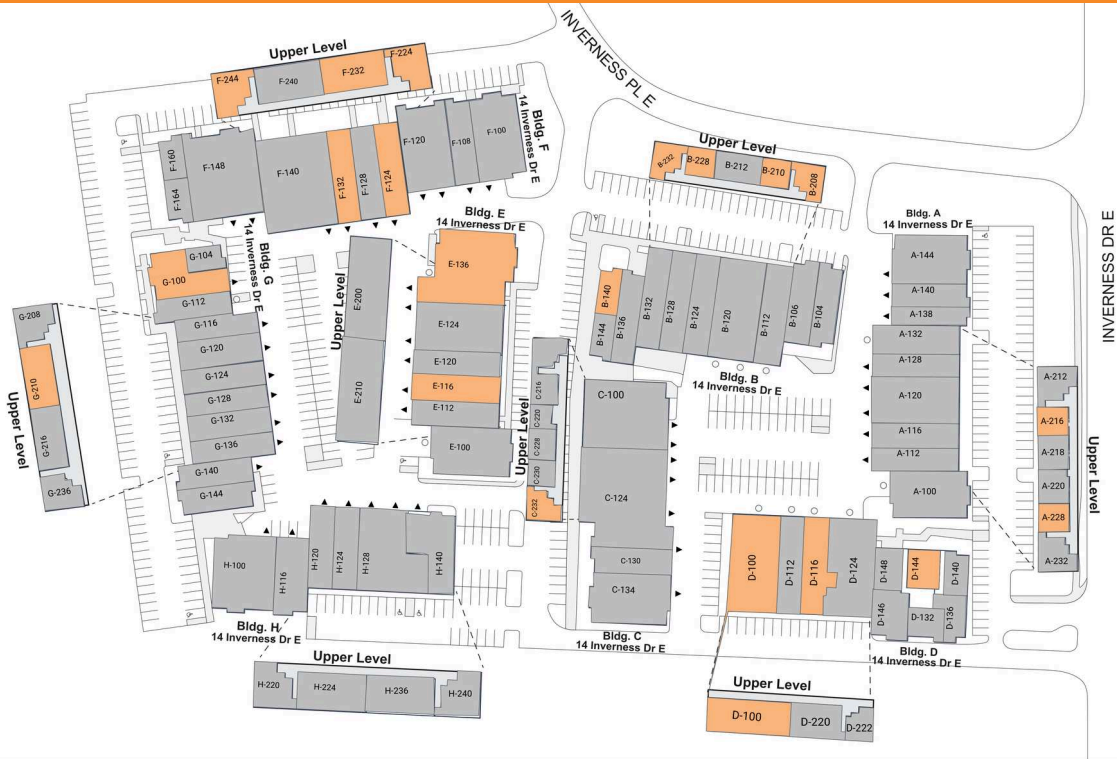 INVERNESS PL E
INVERNESS DR E
Upper Level
F-244
F-240
F-232
F-224
F-160
F-164
F-148
F-140
F-132
F-128
F-124
F-120
F-108
F-100
Bldg. F
14 Inverness Dr E
Upper Level
B-232
B-228
B-212
B-210
B-208
B-140
B-144
B-136
B-132
B-128
B-124
B-120
B-112
B-106
B-104
Bldg. B
14 Inverness Dr E
Bldg. A
14 Inverness Dr E
A-144
A-140
A-138
A-132
A-128
A-120
A-116
A-112
A-100
A-212
A-216
A-218
A-220
A-228
A-232
Upper Level
Bldg. G
14 Inverness Dr E
G-104
G-100
G-112
G-116
G-120
G-124
G-128
G-132
G-136
G-140
G-144
G-208
G-210
G-216
G-236
Upper Level
Bldg. E
14 Inverness Dr E
E-136
E-124
E-120
E-116
E-112
E-100
E-200
E-210
Upper Level
C-216
C-220
C-228
C-230
C-232
Upper Level
C-100
C-124
C-130
C-134
Bldg. C
14 Inverness Dr E
H-100
H-116
H-120
H-124
H-128
H-140
Bldg. H
14 Inverness Dr E
Upper Level
H-220
H-224
H-236
H-240
D-100
D-112
D-116
D-124
D-148
D-144
D-140
D-146
D-132
D-136
Bldg. D
14 Inverness Dr E
Upper Level
D-100
D-220
D-222